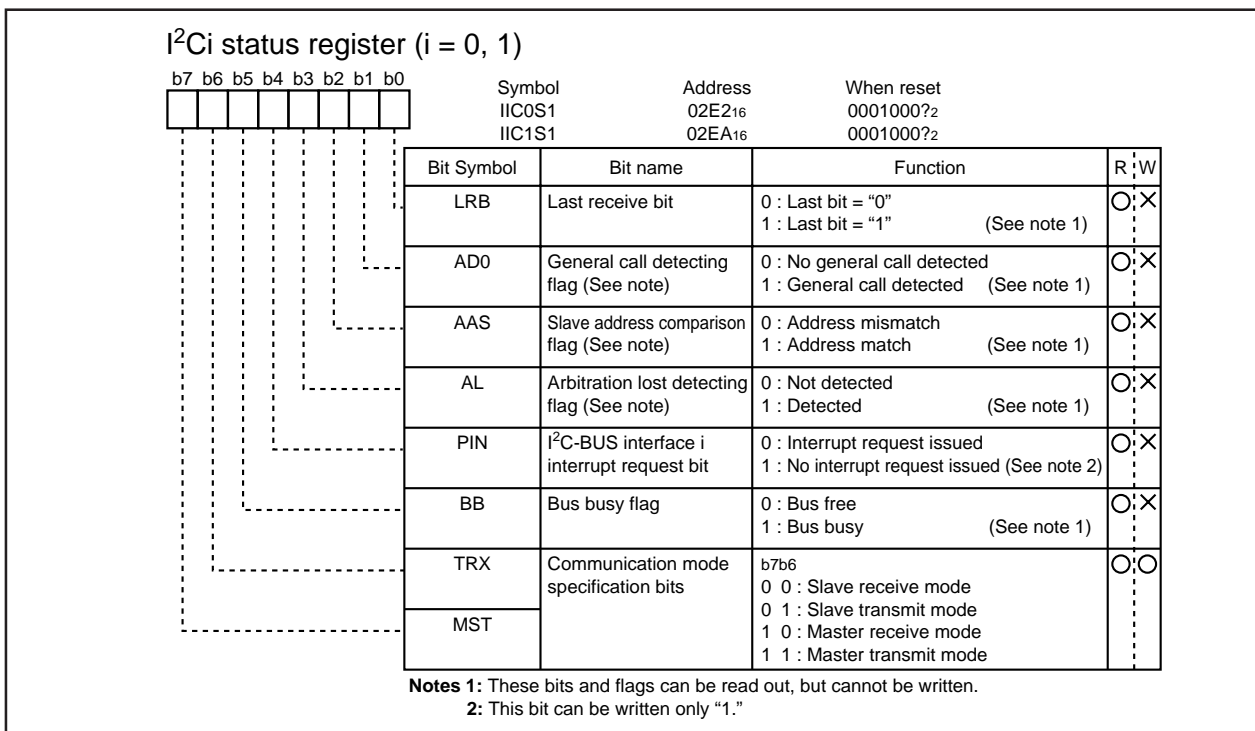 I²Ci status register (i = 0, 1)
b7 b6 b5 b4 b3 b2 b1 b0
Symbol Address When reset
IIC0S1 02E2₁₆ 0001000?₂
IIC1S1 02EA₁₆ 0001000?₂
Bit Symbol Bit name Function R W
LRB Last receive bit 0 : Last bit = “0” ○ ×
1 : Last bit = “1” (See note 1)
AD0 General call detecting 0 : No general call detected ○ ×
flag (See note) 1 : General call detected (See note 1)
AAS Slave address comparison 0 : Address mismatch ○ ×
flag (See note) 1 : Address match (See note 1)
AL Arbitration lost detecting 0 : Not detected ○ ×
flag (See note) 1 : Detected (See note 1)
PIN I²C-BUS interface i 0 : Interrupt request issued ○ ×
interrupt request bit 1 : No interrupt request issued (See note 2)
BB Bus busy flag 0 : Bus free ○ ×
1 : Bus busy (See note 1)
TRX Communication mode b7b6 ○ ○
specification bits 0 0 : Slave receive mode
0 1 : Slave transmit mode
MST 1 0 : Master receive mode
1 1 : Master transmit mode
Notes 1: These bits and flags can be read out, but cannot be written.
2: This bit can be written only “1.”